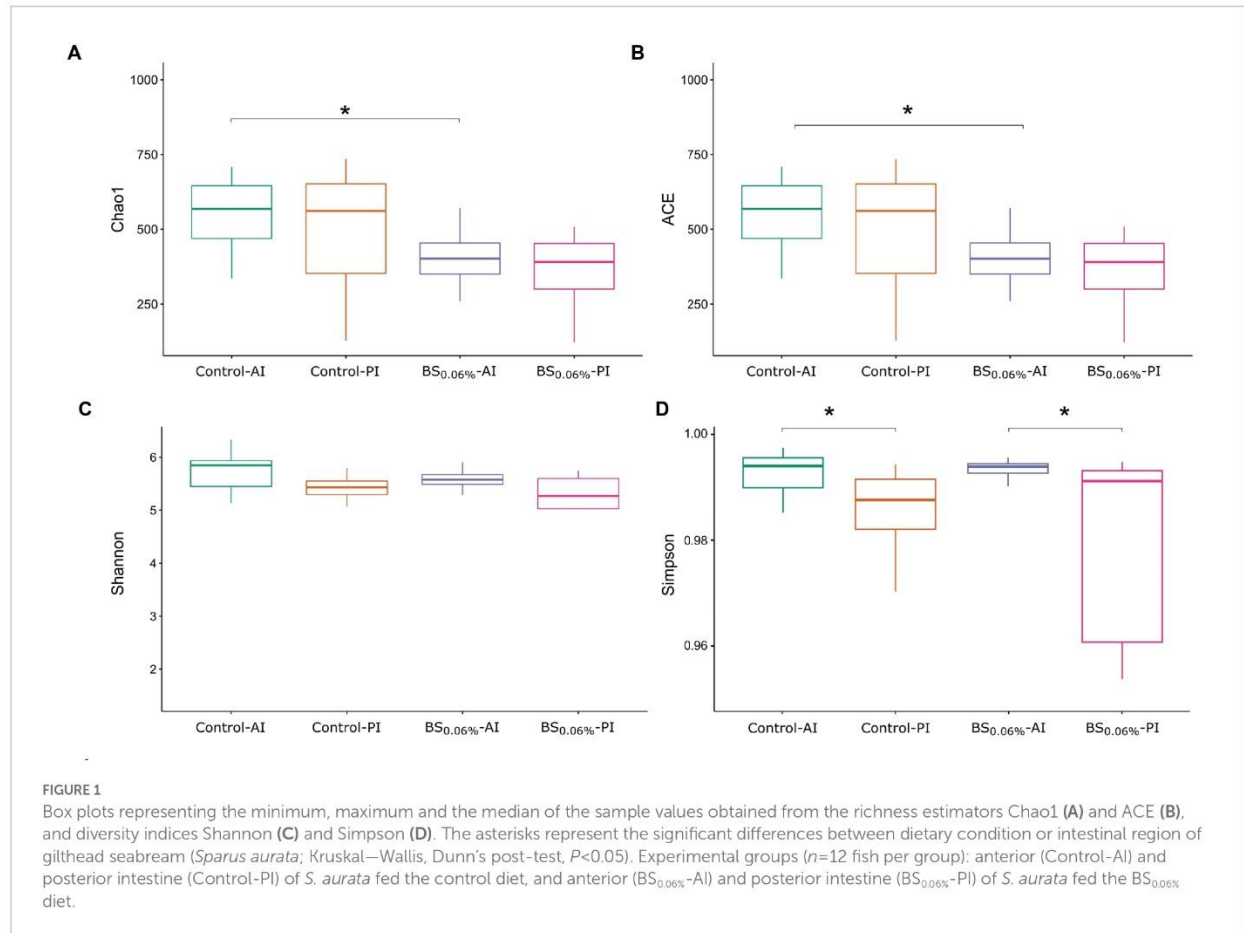 A
1000
750
500
250
Chao1
*
Control-AI Control-PI BS0.06%-AI BS0.06%-PI
B
1000
750
500
250
ACE
*
Control-AI Control-PI BS0.06%-AI BS0.06%-PI
C
6
5
4
3
2
Shannon
Control-AI Control-PI BS0.06%-AI BS0.06%-PI
D
1.00
0.98
0.96
Simpson
* *
Control-AI Control-PI BS0.06%-AI BS0.06%-PI
FIGURE 1
Box plots representing the minimum, maximum and the median of the sample values obtained from the richness estimators Chao1 (A) and ACE (B),
and diversity indices Shannon (C) and Simpson (D). The asterisks represent the significant differences between dietary condition or intestinal region of
gilthead seabream (Sparus aurata; Kruskal—Wallis, Dunn's post-test, P<0.05). Experimental groups (n=12 fish per group): anterior (Control-AI) and
posterior intestine (Control-PI) of S. aurata fed the control diet, and anterior (BS0.06%-AI) and posterior intestine (BS0.06%-PI) of S. aurata fed the BS0.06%
diet.